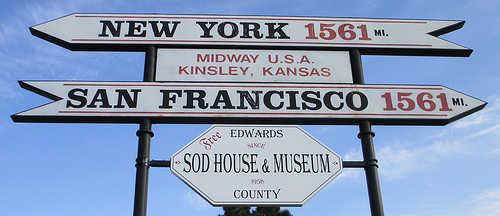 NEW YORK 1561 MI.
MIDWAY U.S.A.
KINSLEY, KANSAS
SAN FRANCISCO 1561 MI.
Free EDWARDS
SINCE
SOD HOUSE & MUSEUM
1958
COUNTY